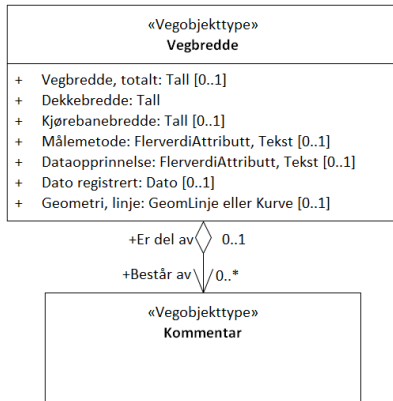 «Vegobjekttype»
Vegbredde
+ Vegbredde, totalt: Tall [0..1]
+ Dekkebredde: Tall
+ Kjørebanebredde: Tall [0..1]
+ Målemetode: FlerverdiAttributt, Tekst [0..1]
+ Dataopprinnelse: FlerverdiAttributt, Tekst [0..1]
+ Dato registrert: Dato [0..1]
+ Geometri, linje: GeomLinje eller Kurve [0..1]
+Er del av 0..1
+Består av 0..*
«Vegobjekttype»
Kommentar